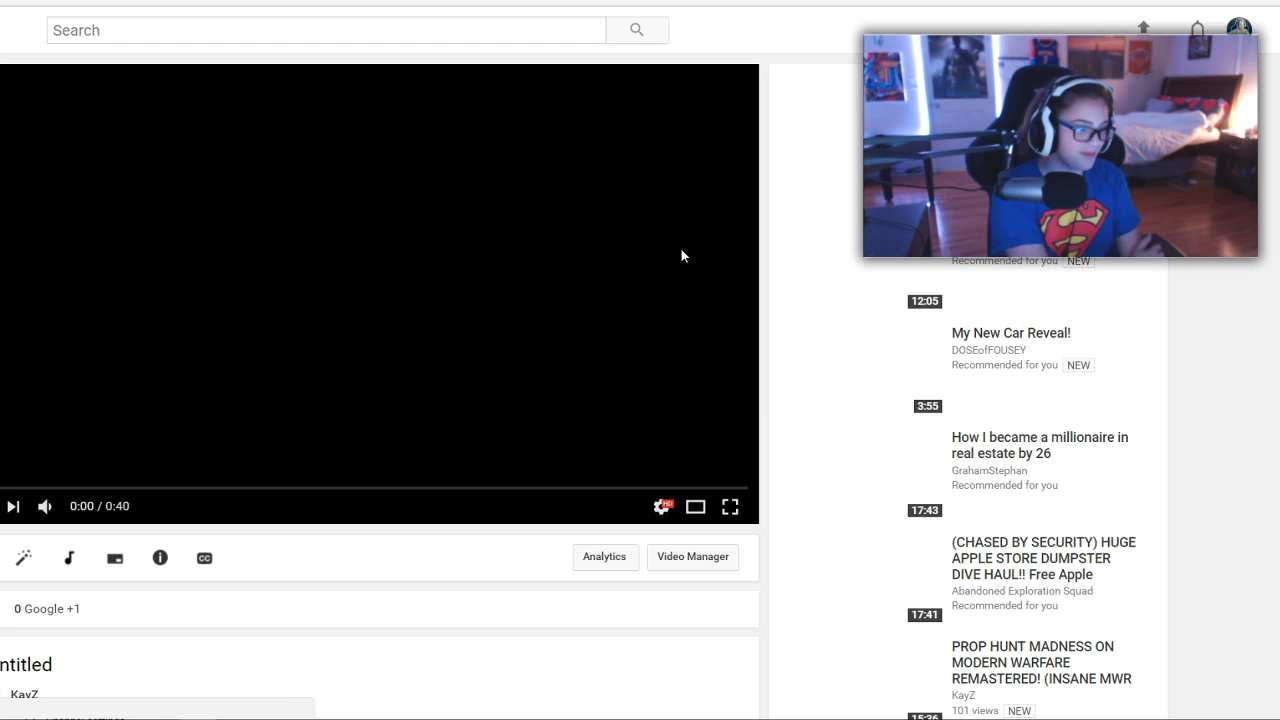 Search
Recommended for you NEW
12:05
My New Car Reveal!
DOSEofFOUSEY
Recommended for you NEW
3:55
How I became a millionaire in
real estate by 26
GrahamStephan
Recommended for you
17:43
(CHASED BY SECURITY) HUGE
APPLE STORE DUMPSTER
DIVE HAUL!! Free Apple
Abandoned Exploration Squad
Recommended for you
17:41
PROP HUNT MADNESS ON
MODERN WARFARE
REMASTERED! (INSANE MWR
KayZ
101 views NEW
15:36
0:00 / 0:40
HD
CC
Analytics
Video Manager
0 Google +1
ntitled
KayZ